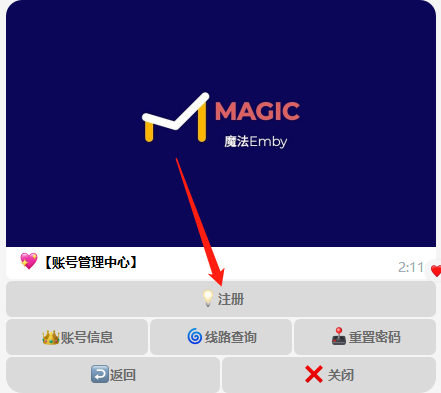 MAGIC
魔法Emby
💖【账号管理中心】
2:11
💡注册
👑账号信息 🌀线路查询 🕹️重置密码
↩️返回 ❌ 关闭